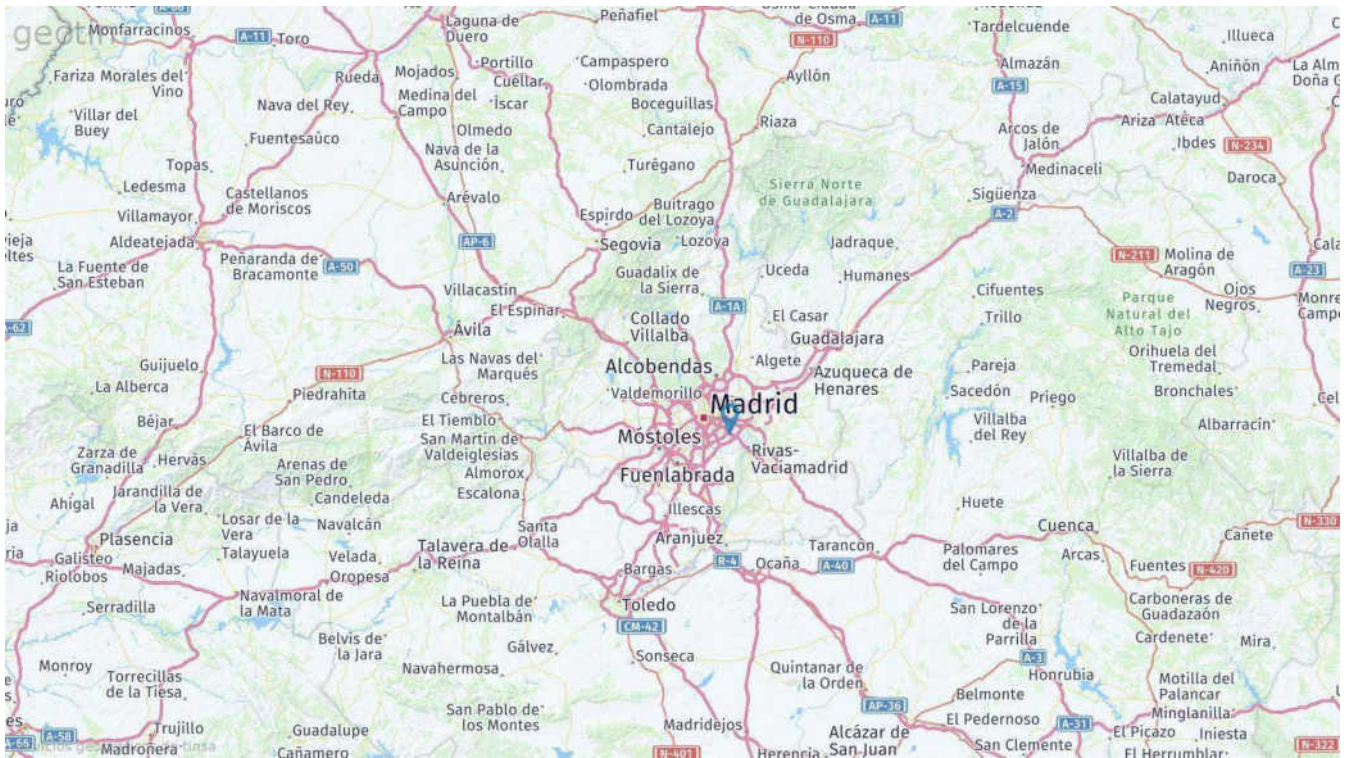 geotin
Monfarracinos
A-11
Toro
Laguna de
Duero
Peñafiel
de Osma
A-11
N-110
Tardelcuende
Illueca
Fariza
Morales del
Vino
Rueda
Mojados
Portillo
Cuéllar
Campaspero
Olombrada
Ayllón
Almazán
Aniñón
La Alm
Doña G
A-15
Villar del
Buey
Nava del Rey
Medina del
Campo
Íscar
Boceguillas
Calatayud
Fuentesaúco
Olmedo
Cantalejo
Riaza
Arcos de
Jalón
Ariza
Ateca
Ibdes
N-234
Topas
Nava de la
Asunción
Turégano
Medinaceli
Daroca
Ledesma
Castellanos
de Moriscos
Arévalo
Sierra Norte
de Guadalajara
Sigüenza
A-2
Villamayor
Espirdo
Buitrago
del Lozoya
Aldeatejada
AP-6
Segovia
Lozoya
Jadraque
N-211
Molina de
Aragón
La Fuente de
San Esteban
Peñaranda de
Bracamonte
A-50
Guadalix de
la Sierra
Uceda
Humanes
A-23
Villacastín
Cifuentes
Ojos
Negros
Monre
Camp
A-1A
El Espinar
Collado
Villalba
El Casar
Trillo
Parque
Natural del
Alto Tajo
Ávila
Guadalajara
Guijuelo
Las Navas del
Marqués
Alcobendas
Algete
Azuqueca de
Henares
Pareja
Orihuela del
Tremedal
La Alberca
N-110
Piedrahita
Cebreros
Valdemorillo
Madrid
Sacedón
Priego
Bronchales
Béjar
El Barco de
Ávila
El Tiemblo
San Martín de
Valdeiglesias
Móstoles
Villalba
del Rey
Albarracín
Zarza de
Granadilla
Hervás
Arenas de
San Pedro
Almorox
Rivas-
Vaciamadrid
Villalba de
la Sierra
Fuenlabrada
Ahigal
Jarandilla de
la Vera
Candeleda
Escalona
Illescas
Huete
Losar de la
Vera
Navalcán
Santa
Olalla
Cuenca
N-330
Plasencia
Aranjuez
Tarancón
Cañete
Galisteo
Talayuela
Velada
Talavera de
la Reina
R-4
Ocaña
A-40
Palomares
del Campo
Arcas
Fuentes
N-420
Riolobos
Majadas
Oropesa
Bargas
Serradilla
Navalmoral de
la Mata
La Puebla de
Montalbán
Toledo
San Lorenzo
de la
Parrilla
Carboneras de
Guadazaón
CM-42
Belvis de
la Jara
Gálvez
Sonseca
Cardenete
Mira
A-3
Monroy
Torrecillas
de la Tiesa
Navahermosa
Quintanar de
la Orden
Honrubia
Motilla del
Palancar
Belmonte
Minglanilla
A-58
A-66
Trujillo
Guadalupe
San Pablo de
los Montes
Madridejos
AP-36
Alcázar de
San Juan
El Pedernoso
A-31
El Picazo
Iniesta
Madroñera
Cañamero
N-401
Herencia
San Clemente
El Herrumblar
N-322